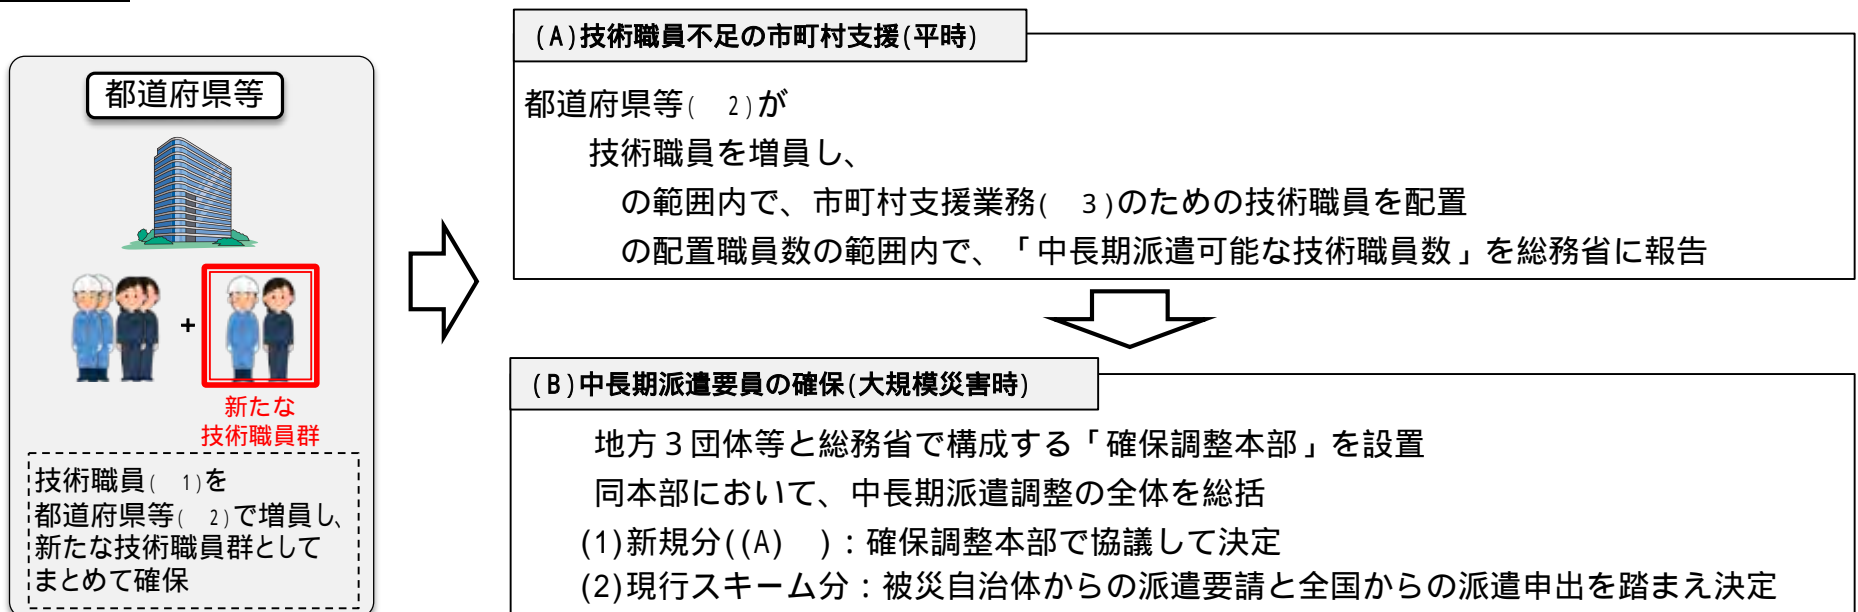 都道府県等
+
新たな
技術職員群
技術職員( 1)を
都道府県等( 2)で増員し、
新たな技術職員群として
まとめて確保
(A)技術職員不足の市町村支援(平時)
都道府県等( 2)が
技術職員を増員し、
の範囲内で、市町村支援業務( 3)のための技術職員を配置
の配置職員数の範囲内で、「中長期派遣可能な技術職員数」を総務省に報告
(B)中長期派遣要員の確保(大規模災害時)
地方3団体等と総務省で構成する「確保調整本部」を設置
同本部において、中長期派遣調整の全体を総括
(1)新規分((A) ):確保調整本部で協議して決定
(2)現行スキーム分:被災自治体からの派遣要請と全国からの派遣申出を踏まえ決定